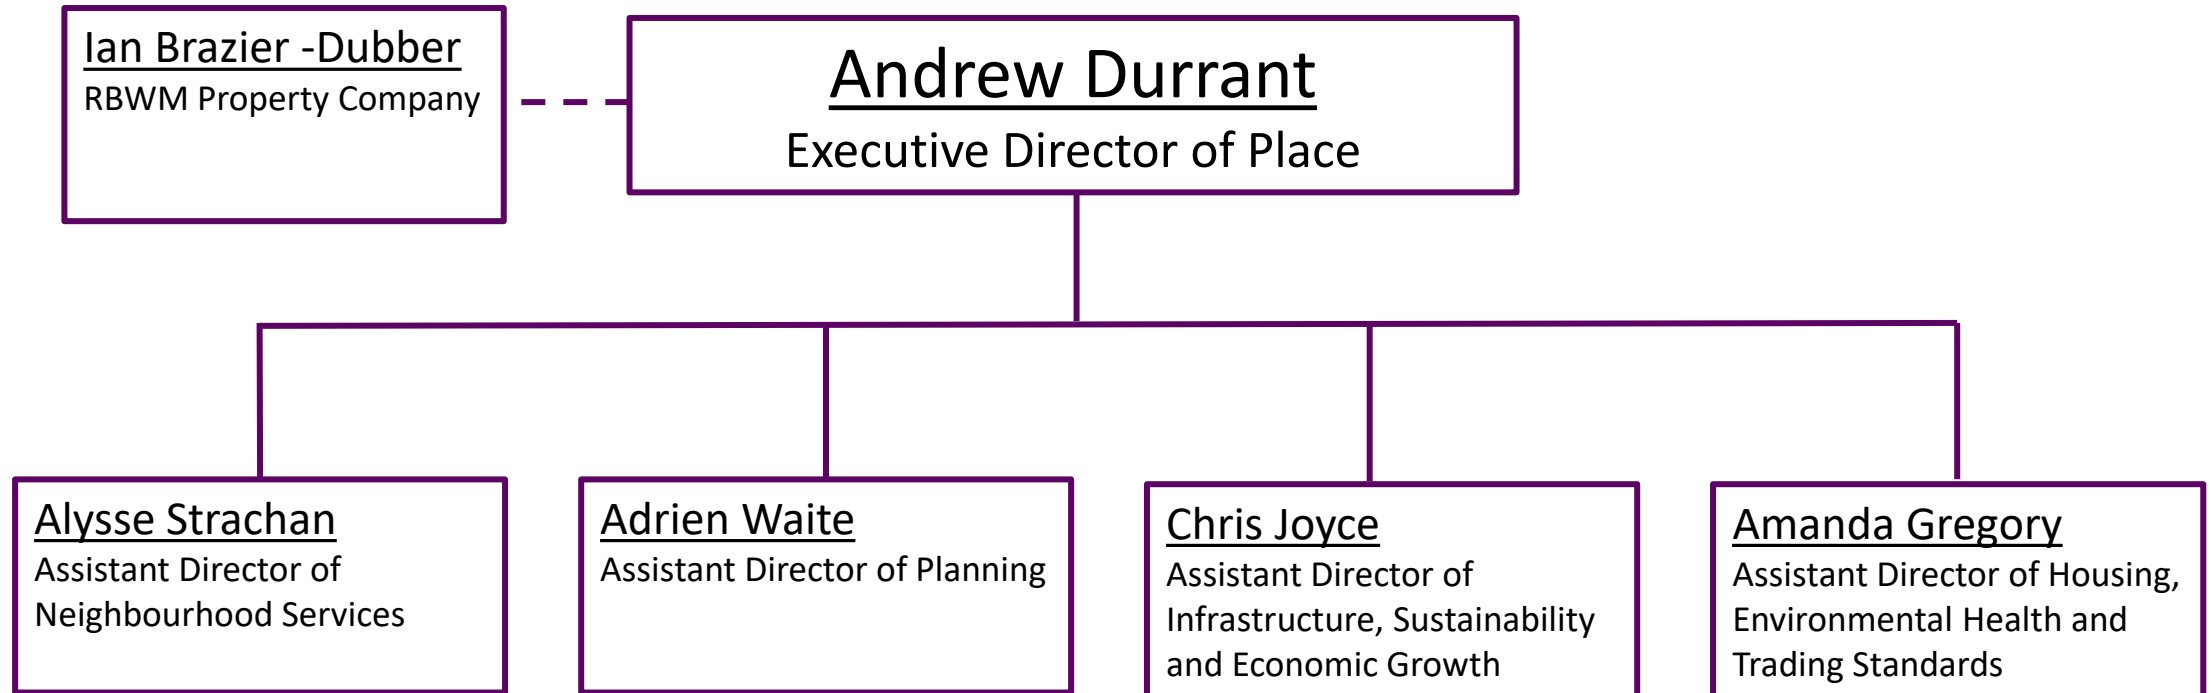 Ian Brazier -Dubber
RBWM Property Company
Andrew Durrant
Executive Director of Place
Alysse Strachan
Assistant Director of
Neighbourhood Services
Adrien Waite
Assistant Director of Planning
Chris Joyce
Assistant Director of
Infrastructure, Sustainability
and Economic Growth
Amanda Gregory
Assistant Director of Housing,
Environmental Health and
Trading Standards